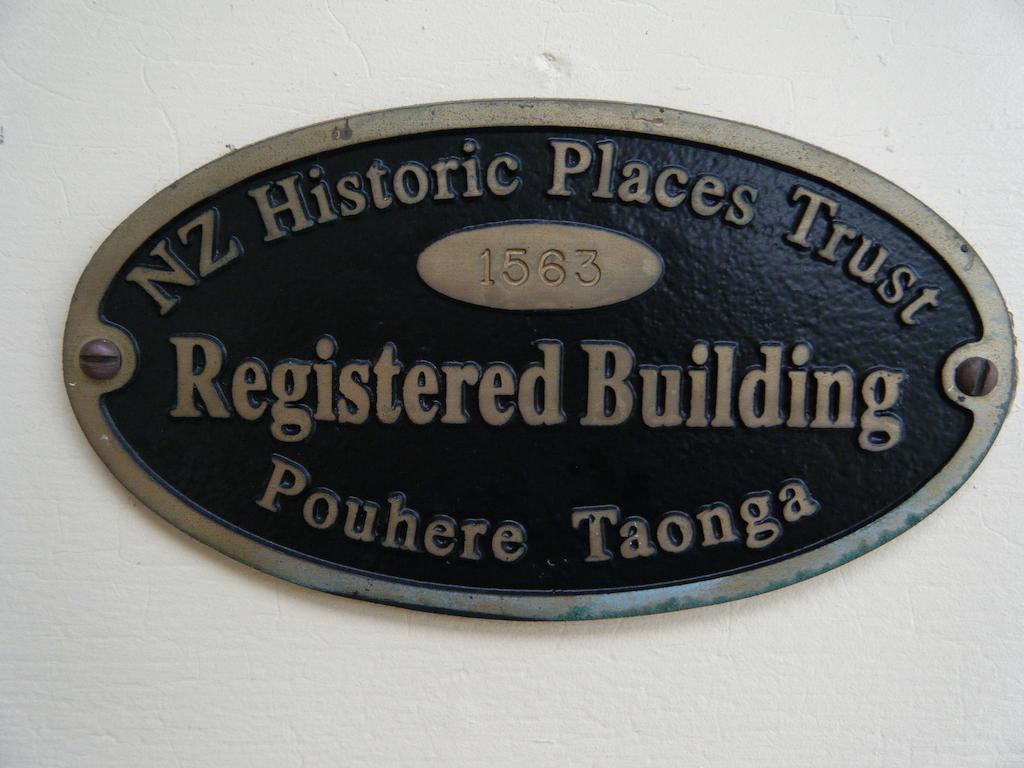 NZ Historic Places Trust
1563
Registered Building
Pouhere Taonga